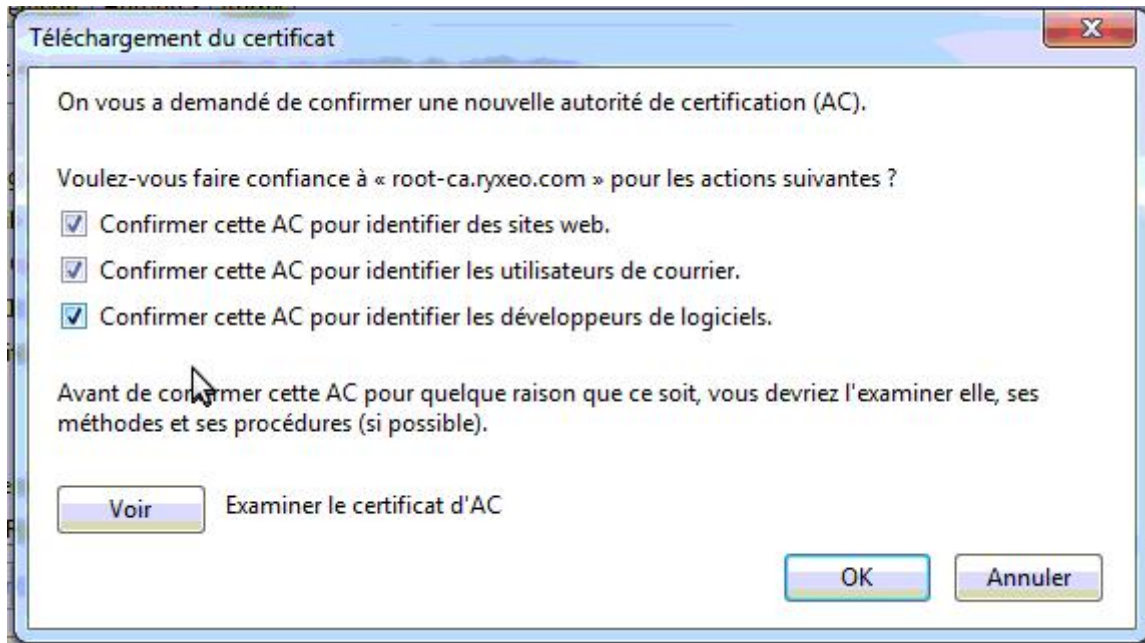 Téléchargement du certificat
On vous a demandé de confirmer une nouvelle autorité de certification (AC).
Voulez-vous faire confiance à « root-ca.ryxeo.com » pour les actions suivantes ?
Confirmer cette AC pour identifier des sites web.
Confirmer cette AC pour identifier les utilisateurs de courrier.
Confirmer cette AC pour identifier les développeurs de logiciels.
Avant de confirmer cette AC pour quelque raison que ce soit, vous devriez l'examiner elle, ses
méthodes et ses procédures (si possible).
Voir Examiner le certificat d'AC
OK Annuler